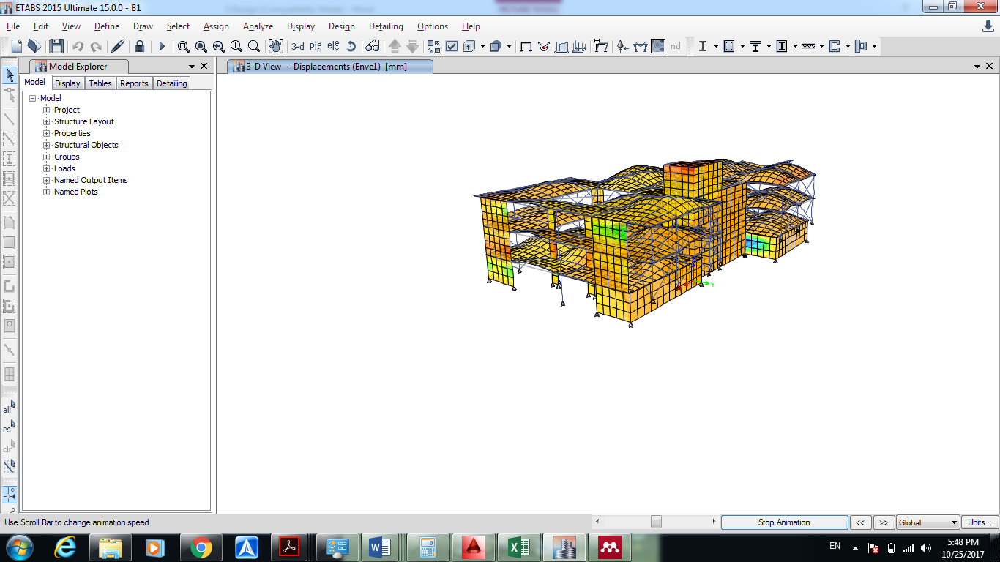 ETABS 2015 Ultimate 15.0.0 - B1
File Edit View Define Draw Select Assign Analyze Display Design Detailing Options Help
3-d nd
Model Explorer
3-D View - Displacements (Enve1) [mm]
Model Display Tables Reports Detailing
Model
Project
Structure Layout
Properties
Structural Objects
Groups
Loads
Named Output Items
Named Plots
all
PS
clr
Y
Use Scroll Bar to change animation speed
Stop Animation << >> Global Units...
EN
5:48 PM
10/25/2017